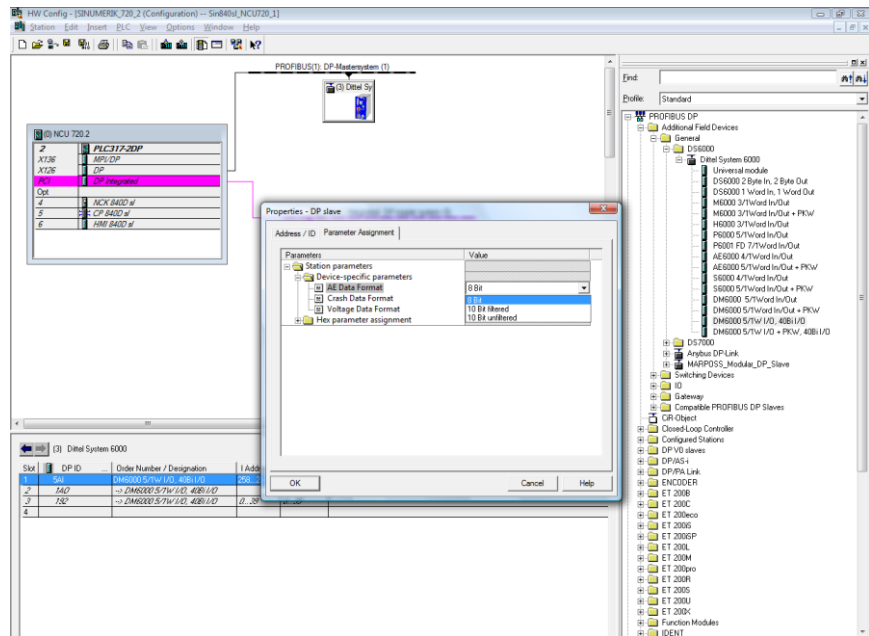 HW Config - [SINUMERIK_720_2 (Configuration) -- Sin840sl_NCU720_1]
Station Edit Insert PLC View Options Window Help
PROFIBUS(1): DP-Mastersystem (1)
(3) Dittel Sy
(0) NCU 720.2
2 PLC317-2DP
X136 MPI/DP
X126 DP
PCI DP integrated
Opt
4 NCK 840D sl
5 CP 840D sl
6 HMI 840D sl
Properties - DP slave
Address / ID Parameter Assignment
Parameters Value
Station parameters
Device-specific parameters
AE Data Format 8 Bit
Crash Data Format 8 Bit
Voltage Data Format 10 Bit filtered
Hex parameter assignment 10 Bit unfiltered
OK Cancel Help
(3) Dittel System 6000
Slot DP ID ... Order Number / Designation I Addr
1 5AI DM6000 5/1W I/O, 40Bi I/O 258...2
2 1AO --> DM6000 5/1W I/O, 40Bi I/O
3 192 --> DM6000 5/1W I/O, 40Bi I/O 0...39
4
Find:
Profile: Standard
PROFIBUS DP
Additional Field Devices
General
DS6000
Dittel System 6000
Universal module
DS6000 2 Byte In, 2 Byte Out
DS6000 1 Word In, 1 Word Out
M6000 3/1Word In/Out
M6000 3/1Word In/Out + PKW
H6000 3/1Word In/Out
P6000 5/1Word In/Out
P6001 FD 7/1Word In/Out
AE6000 4/1Word In/Out
AE6000 5/1Word In/Out + PKW
S6000 4/1Word In/Out
S6000 5/1Word In/Out + PKW
DM6000 5/1Word In/Out
DM6000 5/1Word In/Out + PKW
DM6000 5/1W I/O, 40Bi I/O
DM6000 5/1W I/O + PKW, 40Bi I/O
DS7000
Anybus DP-Link
MARPOSS_Modular_DP_Slave
Switching Devices
IO
Gateway
Compatible PROFIBUS DP Slaves
CiR-Object
Closed-Loop Controller
Configured Stations
DP V0 slaves
DP/AS-i
DP/PA Link
ENCODER
ET 200B
ET 200C
ET 200eco
ET 200iS
ET 200iSP
ET 200L
ET 200M
ET 200pro
ET 200R
ET 200S
ET 200U
ET 200X
Function Modules
IDENT